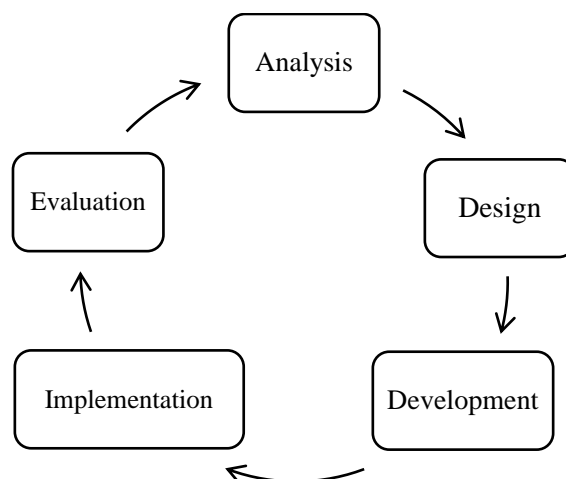 Analysis
Design
Development
Implementation
Evaluation